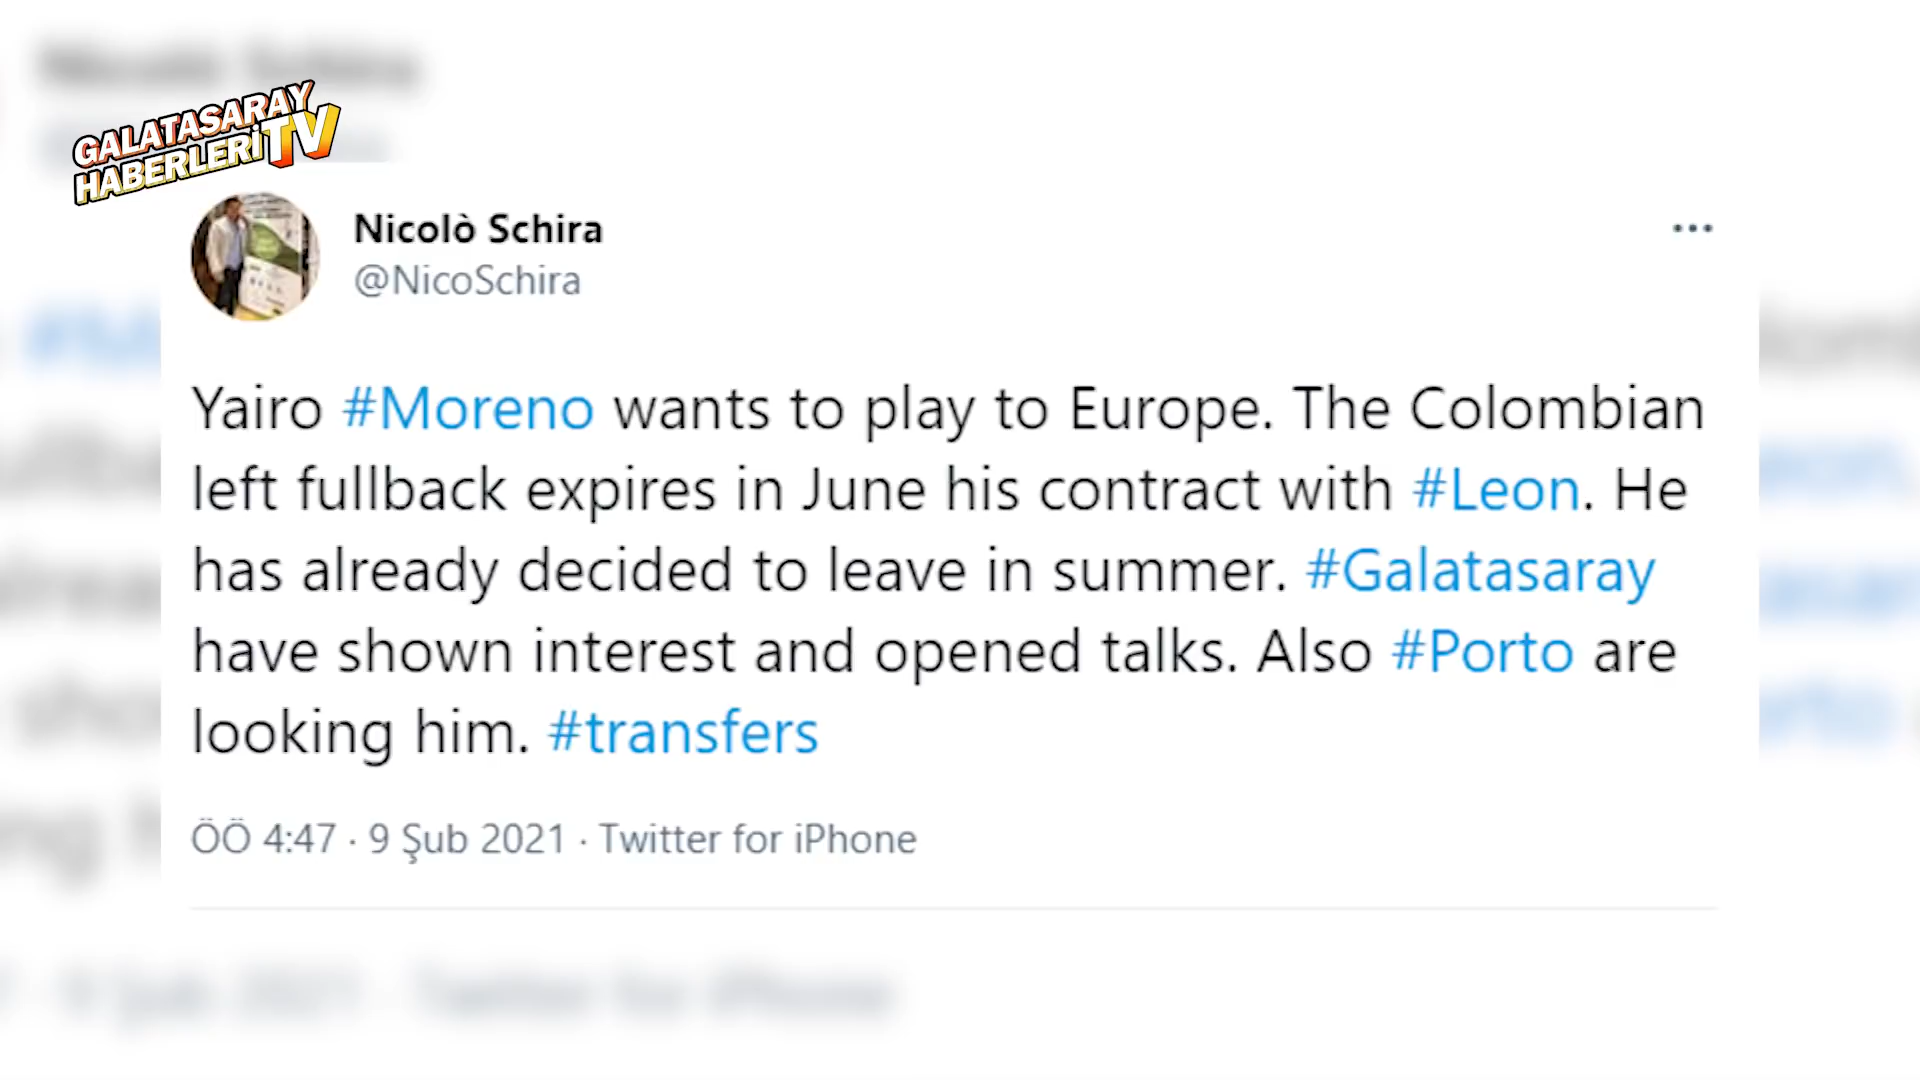 GALATASARAY
HABERLERİTV
Nicolò Schira
@NicoSchira
Yairo #Moreno wants to play to Europe. The Colombian
left fullback expires in June his contract with #Leon. He
has already decided to leave in summer. #Galatasaray
have shown interest and opened talks. Also #Porto are
looking him. #transfers
ÖÖ 4:47 · 9 Şub 2021 · Twitter for iPhone